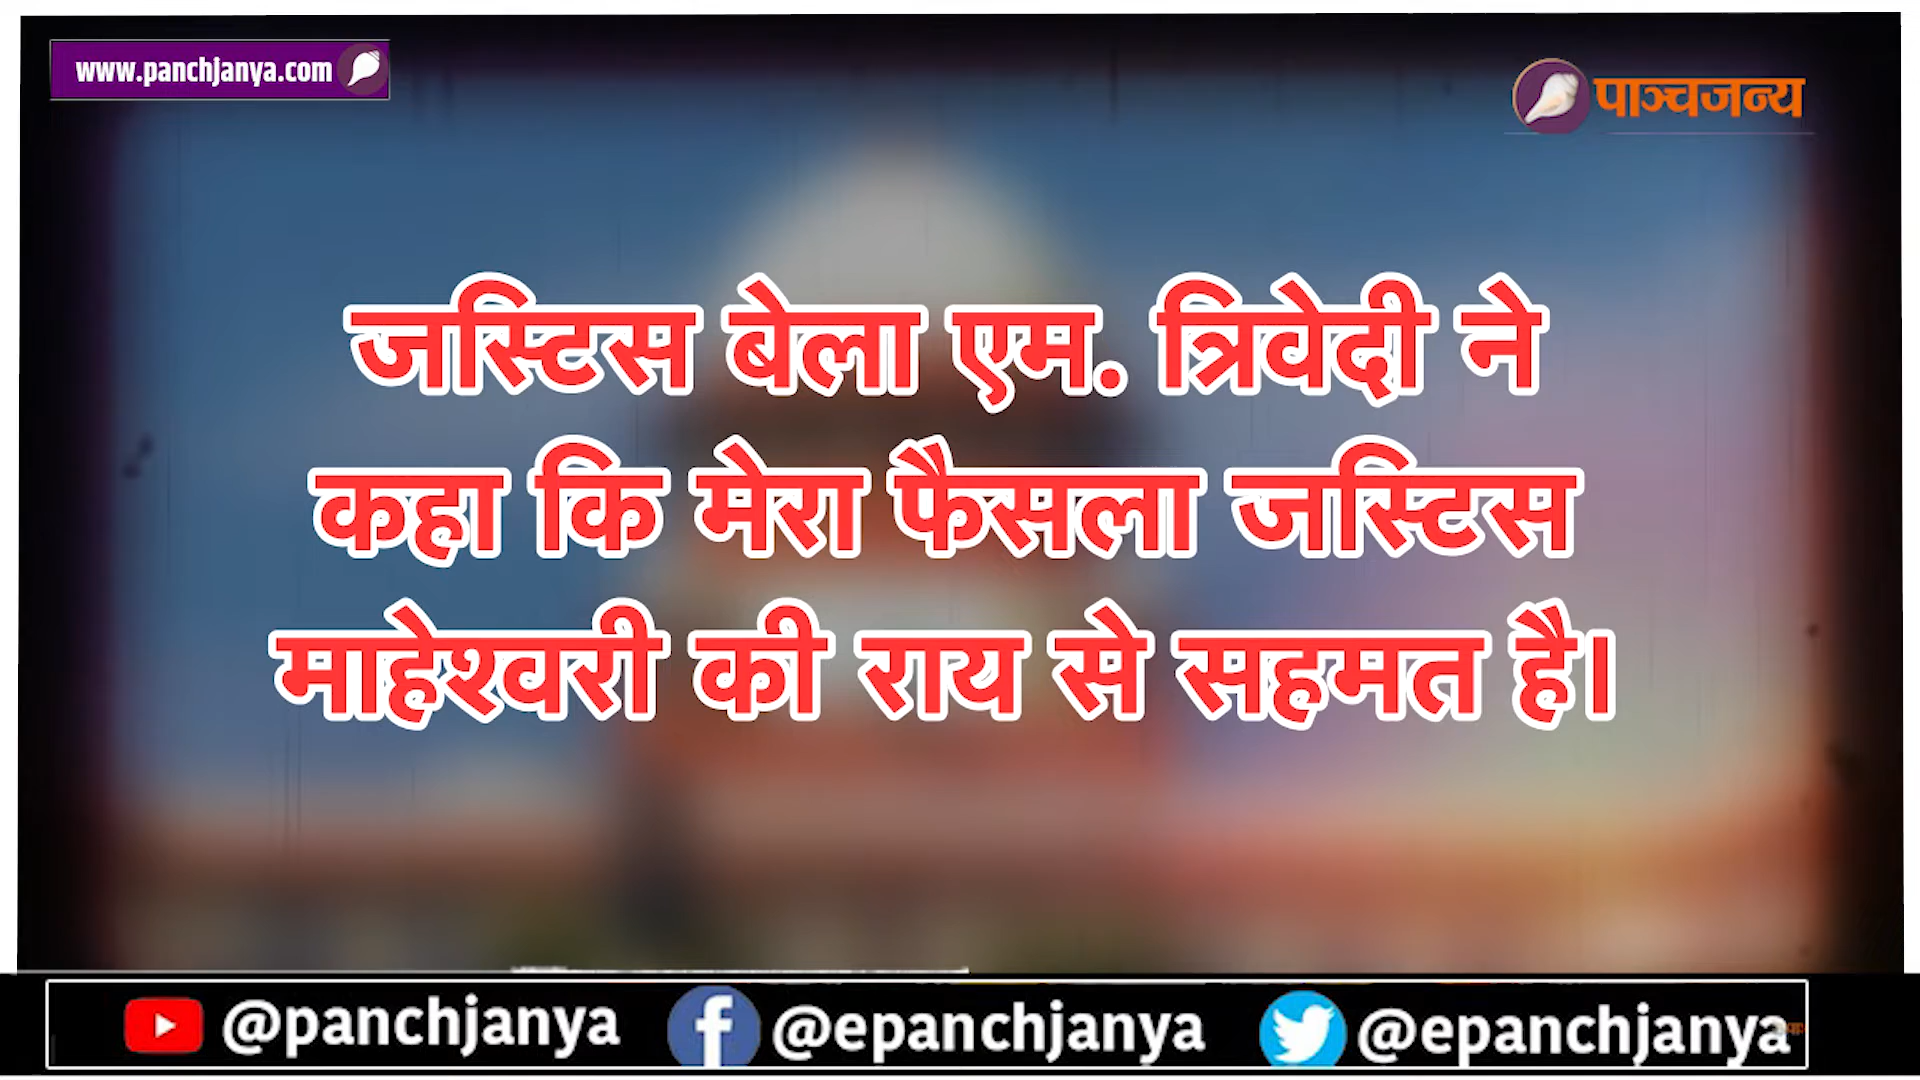 www.panchjanya.com
पाञ्चजन्य
जस्टिस बेला एम. त्रिवेदी ने
कहा कि मेरा फैसला जस्टिस
माहेश्वरी की राय से सहमत है।
@panchjanya @epanchjanya @epanchjanya